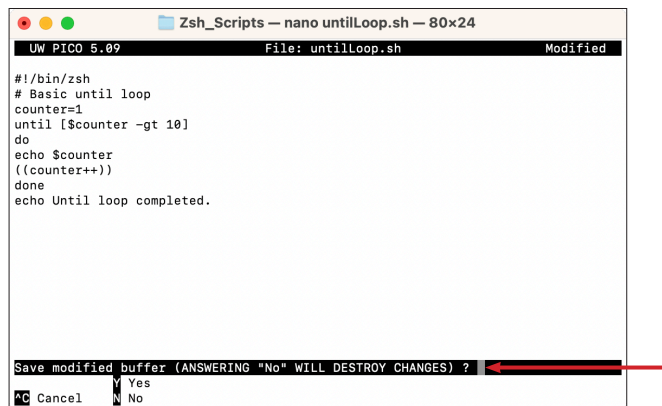 Zsh_Scripts — nano untilLoop.sh — 80×24
UW PICO 5.09 File: untilLoop.sh Modified
#!/bin/zsh
# Basic until loop
counter=1
until [$counter -gt 10]
do
echo $counter
((counter++))
done
echo Until loop completed.
Save modified buffer (ANSWERING "No" WILL DESTROY CHANGES) ?
Y Yes
^C Cancel N No